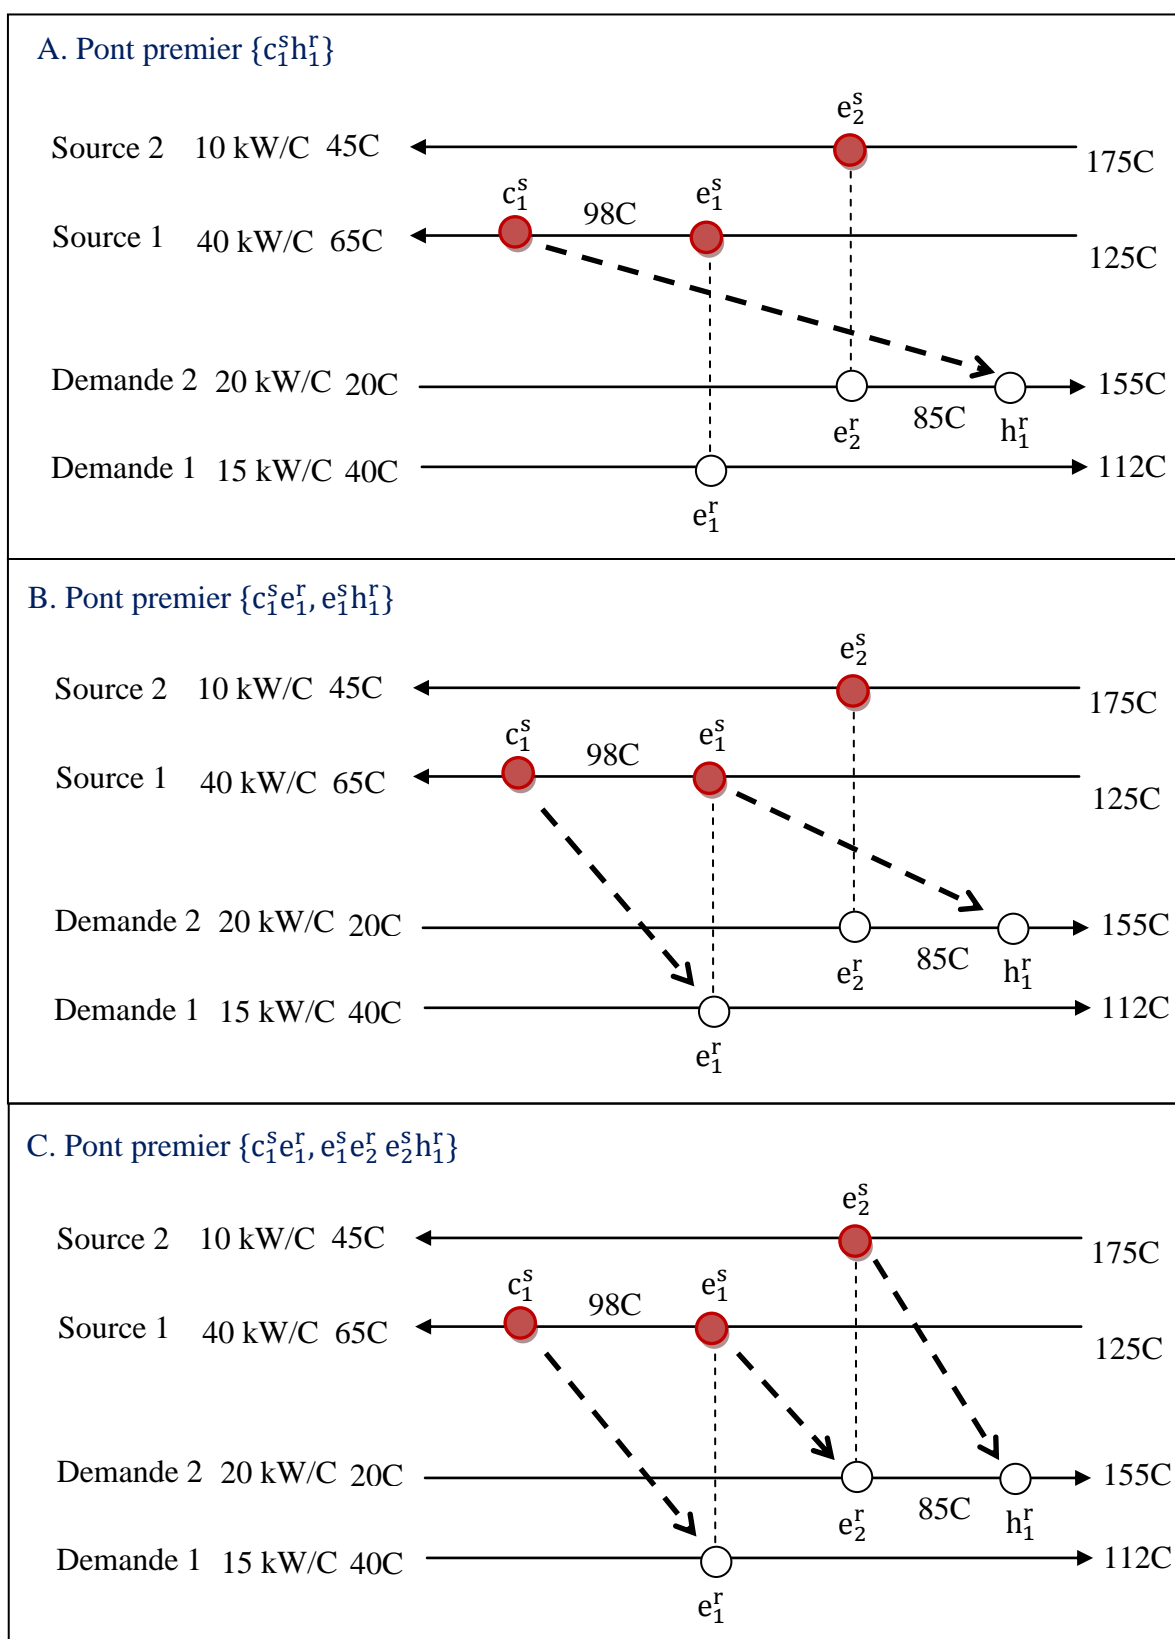 A. Pont premier {c₁ˢh₁ʳ}
e₂ˢ
Source 2 10 kW/C 45C 175C
c₁ˢ 98C e₁ˢ
Source 1 40 kW/C 65C 125C
Demande 2 20 kW/C 20C 155C
e₂ʳ 85C h₁ʳ
Demande 1 15 kW/C 40C 112C
e₁ʳ
B. Pont premier {c₁ˢe₁ʳ, e₁ˢh₁ʳ}
e₂ˢ
Source 2 10 kW/C 45C 175C
c₁ˢ 98C e₁ˢ
Source 1 40 kW/C 65C 125C
Demande 2 20 kW/C 20C 155C
e₂ʳ 85C h₁ʳ
Demande 1 15 kW/C 40C 112C
e₁ʳ
C. Pont premier {c₁ˢe₁ʳ, e₁ˢe₂ʳ e₂ˢh₁ʳ}
e₂ˢ
Source 2 10 kW/C 45C 175C
c₁ˢ 98C e₁ˢ
Source 1 40 kW/C 65C 125C
Demande 2 20 kW/C 20C 155C
e₂ʳ 85C h₁ʳ
Demande 1 15 kW/C 40C 112C
e₁ʳ